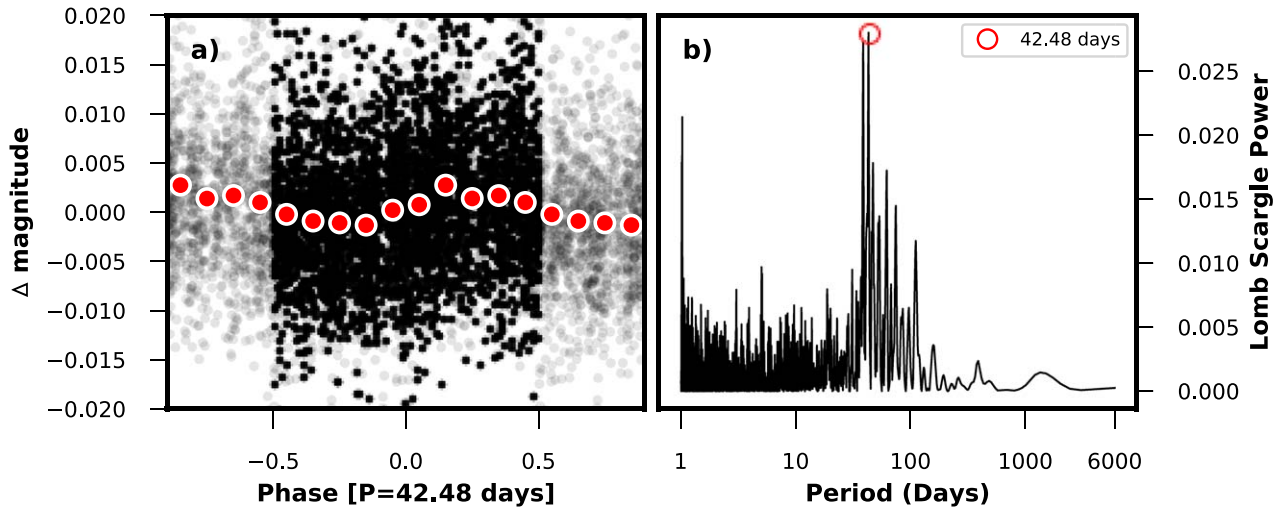 a)
0.020
0.015
0.010
0.005
0.000
−0.005
−0.010
−0.015
−0.020
Δ magnitude
−0.5 0.0 0.5
Phase [P=42.48 days]
b)
42.48 days
0.025
0.020
0.015
0.010
0.005
0.000
Lomb Scargle Power
1 10 100 1000 6000
Period (Days)